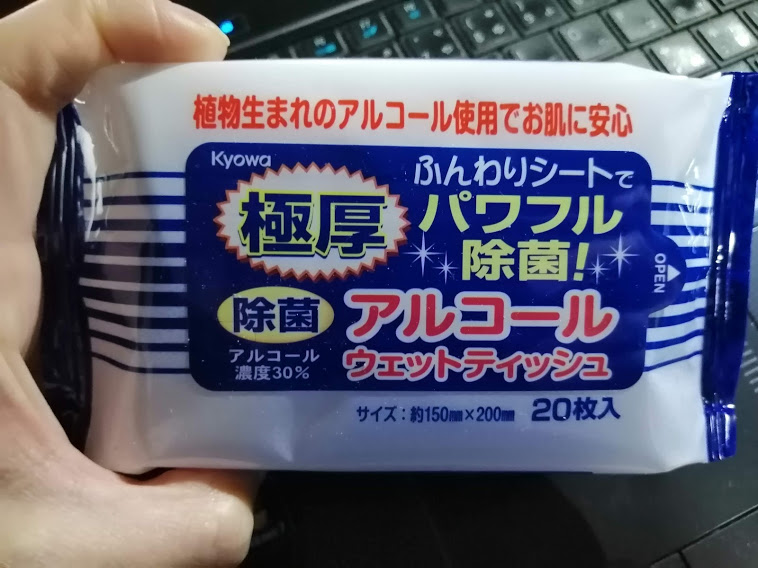 植物生まれのアルコール使用でお肌に安心
Kyowa
極厚
ふんわりシートで
パワフル
除菌!
OPEN
除菌
アルコール
濃度30%
アルコール
ウェットティッシュ
サイズ:約150㎜×200㎜ 20枚入